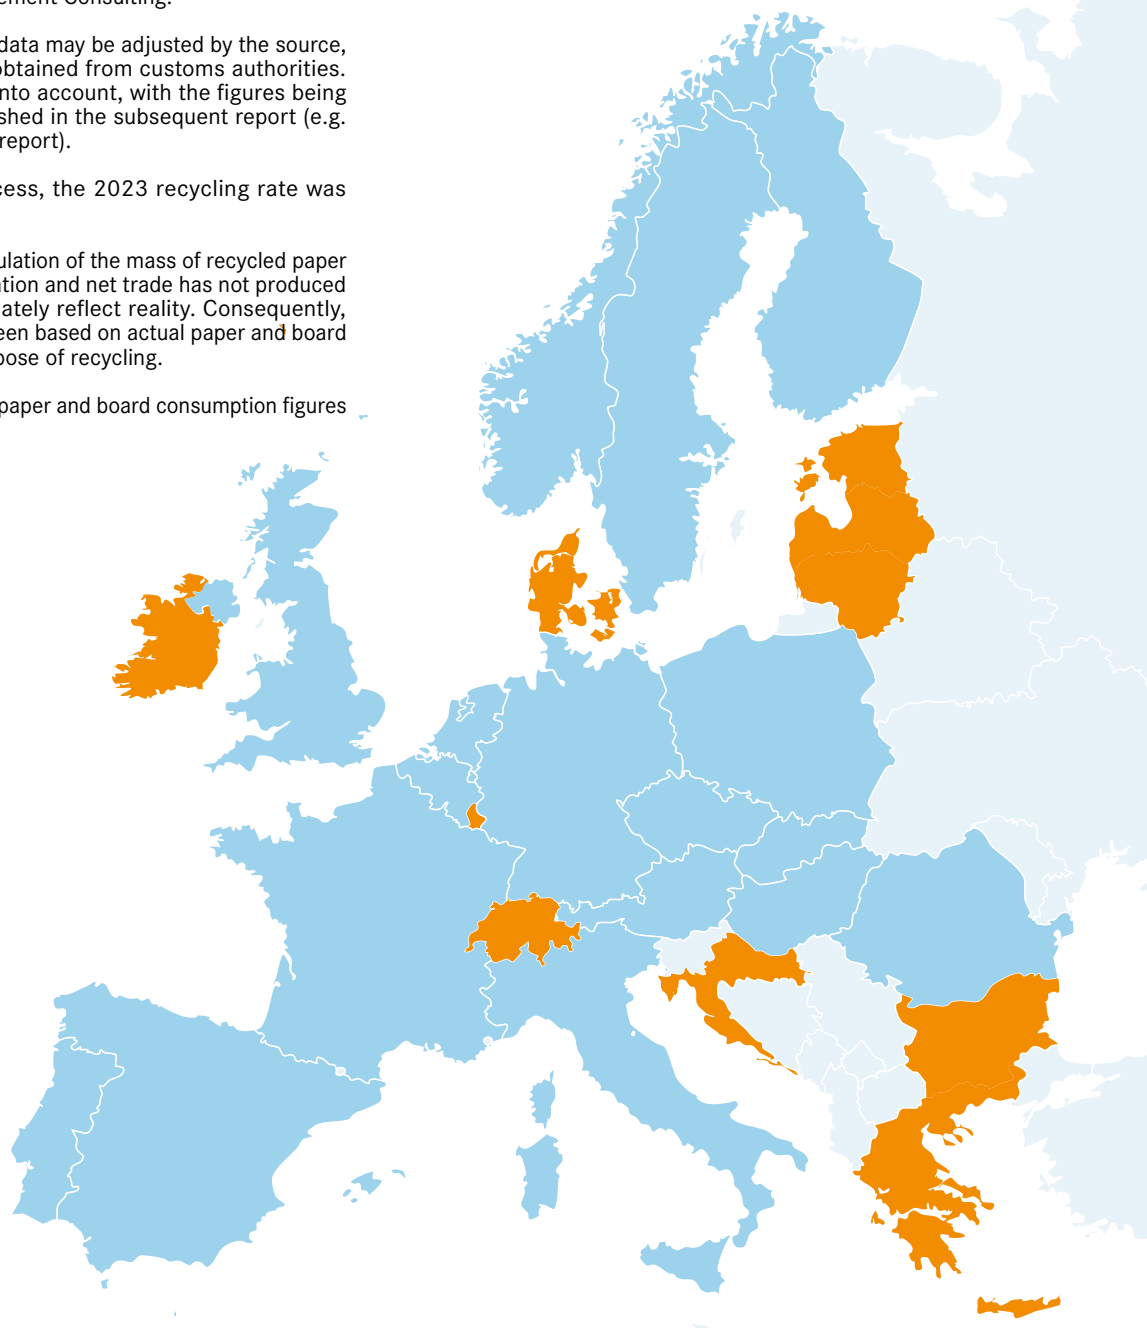 ement Consulting.
data may be adjusted by the source,
obtained from customs authorities.
nto account, with the figures being
shed in the subsequent report (e.g.
report).
cess, the 2023 recycling rate was
ulation of the mass of recycled paper
tion and net trade has not produced
ately reflect reality. Consequently,
een based on actual paper and board
pose of recycling.
paper and board consumption figures